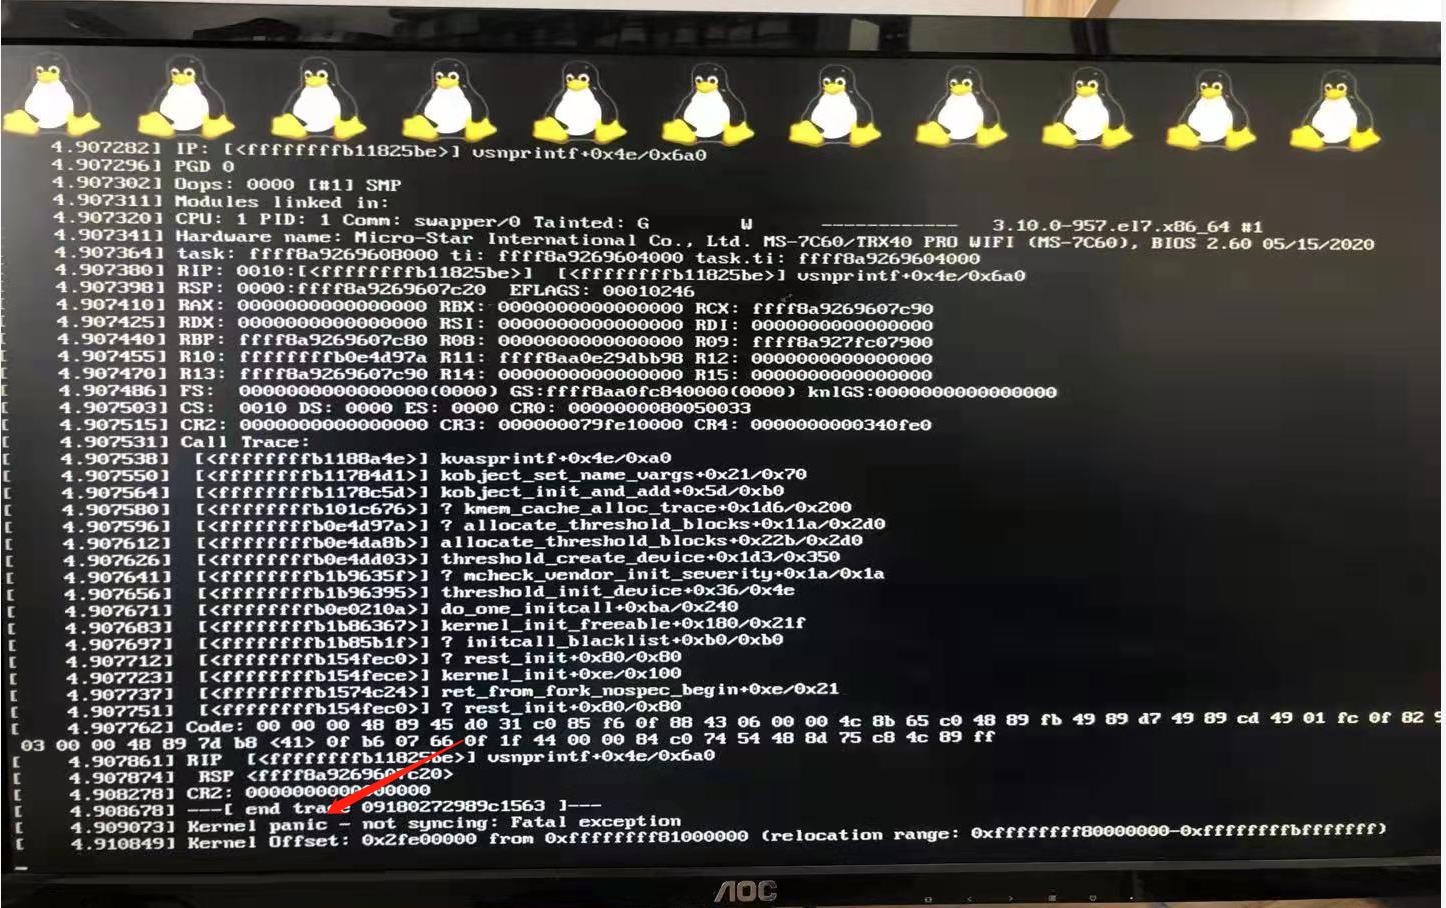 4.907282] IP: [<ffffffffb11825be>] vsnprintf+0x4e/0x6a0
4.907296] PGD 0
4.907302] Oops: 0000 [#1] SMP
4.907311] Modules linked in:
4.907320] CPU: 1 PID: 1 Comm: swapper/0 Tainted: G        W        ------------   3.10.0-957.el7.x86_64 #1
4.907341] Hardware name: Micro-Star International Co., Ltd. MS-7C60/TRX40 PRO WIFI (MS-7C60), BIOS 2.60 05/15/2020
4.907364] task: ffff8a9269608000 ti: ffff8a9269604000 task.ti: ffff8a9269604000
4.907380] RIP: 0010:[<ffffffffb11825be>]  [<ffffffffb11825be>] vsnprintf+0x4e/0x6a0
4.907398] RSP: 0000:ffff8a9269607c20  EFLAGS: 00010246
[ 4.907410] RAX: 0000000000000000 RBX: 0000000000000000 RCX: ffff8a9269607c90
[ 4.907425] RDX: 0000000000000000 RSI: 0000000000000000 RDI: 0000000000000000
[ 4.907440] RBP: ffff8a9269607c80 R08: 0000000000000000 R09: ffff8a927fc07900
[ 4.907455] R10: ffffffffb0e4d97a R11: ffff8aa0e29dbb98 R12: 0000000000000000
[ 4.907470] R13: ffff8a9269607c90 R14: 0000000000000000 R15: 0000000000000000
[ 4.907486] FS:  0000000000000000(0000) GS:ffff8aa0fc840000(0000) knlGS:0000000000000000
[ 4.907503] CS:  0010 DS: 0000 ES: 0000 CR0: 0000000080050033
[ 4.907515] CR2: 0000000000000000 CR3: 000000079fe10000 CR4: 0000000000340fe0
[ 4.907531] Call Trace:
[ 4.907538]  [<ffffffffb1188a4e>] kvasprintf+0x4e/0xa0
[ 4.907550]  [<ffffffffb11784d1>] kobject_set_name_vargs+0x21/0x70
[ 4.907564]  [<ffffffffb1178c5d>] kobject_init_and_add+0x5d/0xb0
[ 4.907580]  [<ffffffffb101c676>] ? kmem_cache_alloc_trace+0x1d6/0x200
[ 4.907596]  [<ffffffffb0e4d97a>] ? allocate_threshold_blocks+0x11a/0x2d0
[ 4.907612]  [<ffffffffb0e4da8b>] allocate_threshold_blocks+0x22b/0x2d0
[ 4.907626]  [<ffffffffb0e4dd03>] threshold_create_device+0x1d3/0x350
[ 4.907641]  [<ffffffffb1b9635f>] ? mcheck_vendor_init_severity+0x1a/0x1a
[ 4.907656]  [<ffffffffb1b96395>] threshold_init_device+0x36/0x4e
[ 4.907671]  [<ffffffffb0e0210a>] do_one_initcall+0xba/0x240
[ 4.907683]  [<ffffffffb1b86367>] kernel_init_freeable+0x180/0x21f
[ 4.907697]  [<ffffffffb1b85b1f>] ? initcall_blacklist+0xb0/0xb0
[ 4.907712]  [<ffffffffb154fec0>] ? rest_init+0x80/0x80
[ 4.907723]  [<ffffffffb154fece>] kernel_init+0xe/0x100
[ 4.907737]  [<ffffffffb1574c24>] ret_from_fork_nospec_begin+0xe/0x21
[ 4.907751]  [<ffffffffb154fec0>] ? rest_init+0x80/0x80
[ 4.907762] Code: 00 00 00 48 89 45 d0 31 c0 85 f6 0f 88 43 06 00 00 4c 8b 65 c0 48 89 fb 49 89 d7 49 89 cd 49 01 fc 0f 82
03 00 00 48 89 7d b8 <41> 0f b6 07 66 0f 1f 44 00 00 84 c0 74 54 48 8d 75 c8 4c 89 ff
[ 4.907861] RIP  [<ffffffffb11825be>] vsnprintf+0x4e/0x6a0
[ 4.907874]  RSP <ffff8a9269607c20>
[ 4.908278] CR2: 0000000000000000
[ 4.908678] ---[ end trace 09180272989c1563 ]---
[ 4.909073] Kernel panic - not syncing: Fatal exception
[ 4.910849] Kernel Offset: 0x2fe00000 from 0xffffffff81000000 (relocation range: 0xffffffff80000000-0xffffffffbfffffff)
AOC